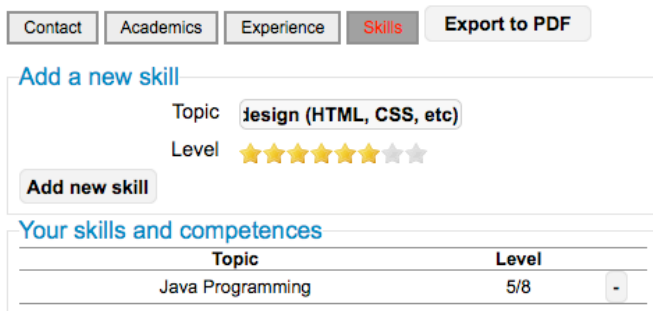 Contact Academics Experience Skills Export to PDF
Add a new skill
Topic design (HTML, CSS, etc)
Level
Add new skill
Your skills and competences
Topic Level
Java Programming 5/8 -